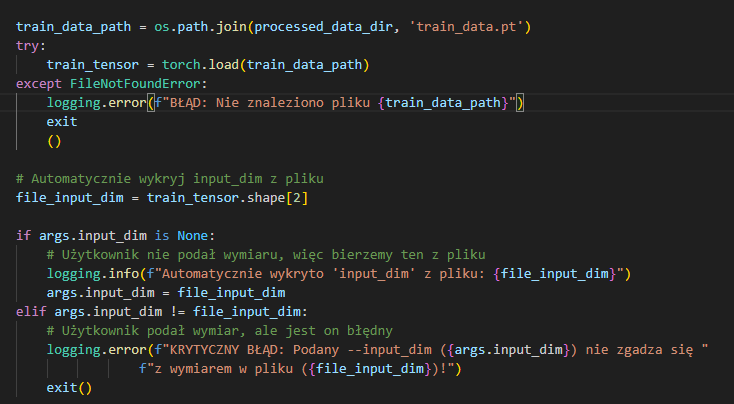 train_data_path = os.path.join(processed_data_dir, 'train_data.pt')
try:
    train_tensor = torch.load(train_data_path)
except FileNotFoundError:
    logging.error(f"BŁĄD: Nie znaleziono pliku {train_data_path}")
    exit
    ()

# Automatycznie wykryj input_dim z pliku
file_input_dim = train_tensor.shape[2]

if args.input_dim is None:
    # Użytkownik nie podał wymiaru, więc bierzemy ten z pliku
    logging.info(f"Automatycznie wykryto 'input_dim' z pliku: {file_input_dim}")
    args.input_dim = file_input_dim
elif args.input_dim != file_input_dim:
    # Użytkownik podał wymiar, ale jest on błędny
    logging.error(f"KRYTYCZNY BŁĄD: Podany --input_dim ({args.input_dim}) nie zgadza się "
                f"z wymiarem w pliku ({file_input_dim})!")
    exit()